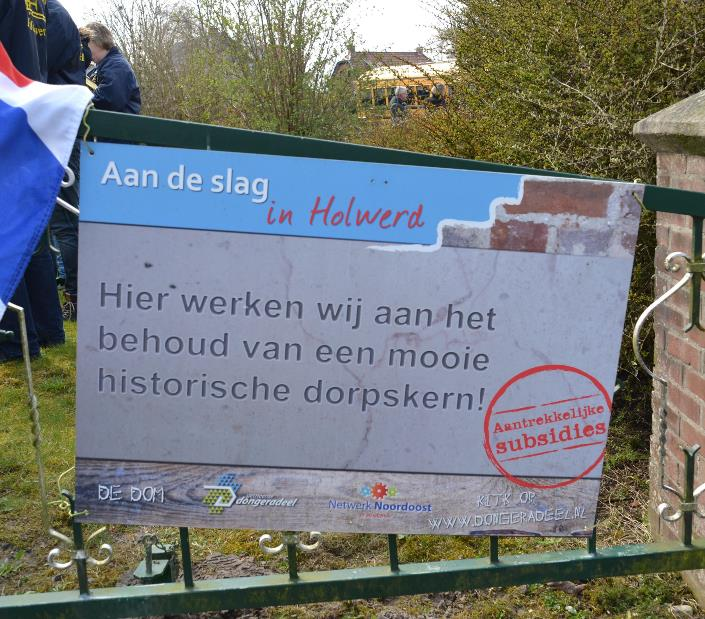 Aan de slag
in Holwerd
Hier werken wij aan het
behoud van een mooie
historische dorpskern!
Aantrekkelijke
subsidies
DE DOM
dongeradeel
Netwerk Noordoost
KIJK OP
WWW.DONGERADEEL.NL